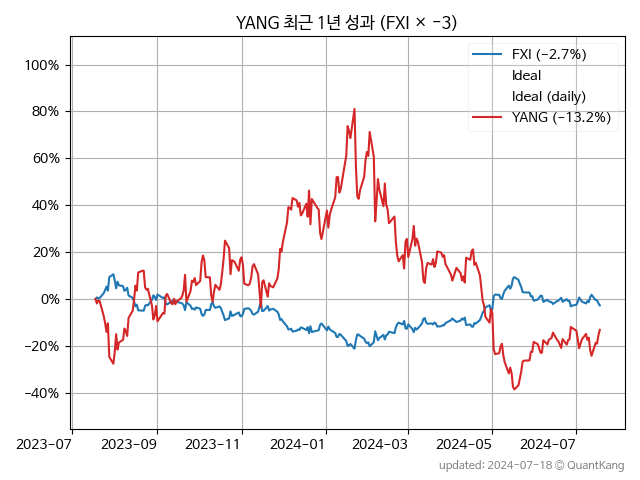 YANG 최근 1년 성과 (FXI × −3)
FXI (−2.7%)
Ideal
Ideal (daily)
YANG (−13.2%)
100%
80%
60%
40%
20%
0%
−20%
−40%
2023−07
2023−09
2023−11
2024−01
2024−03
2024−05
2024−07
updated: 2024-07-18 © QuantKang